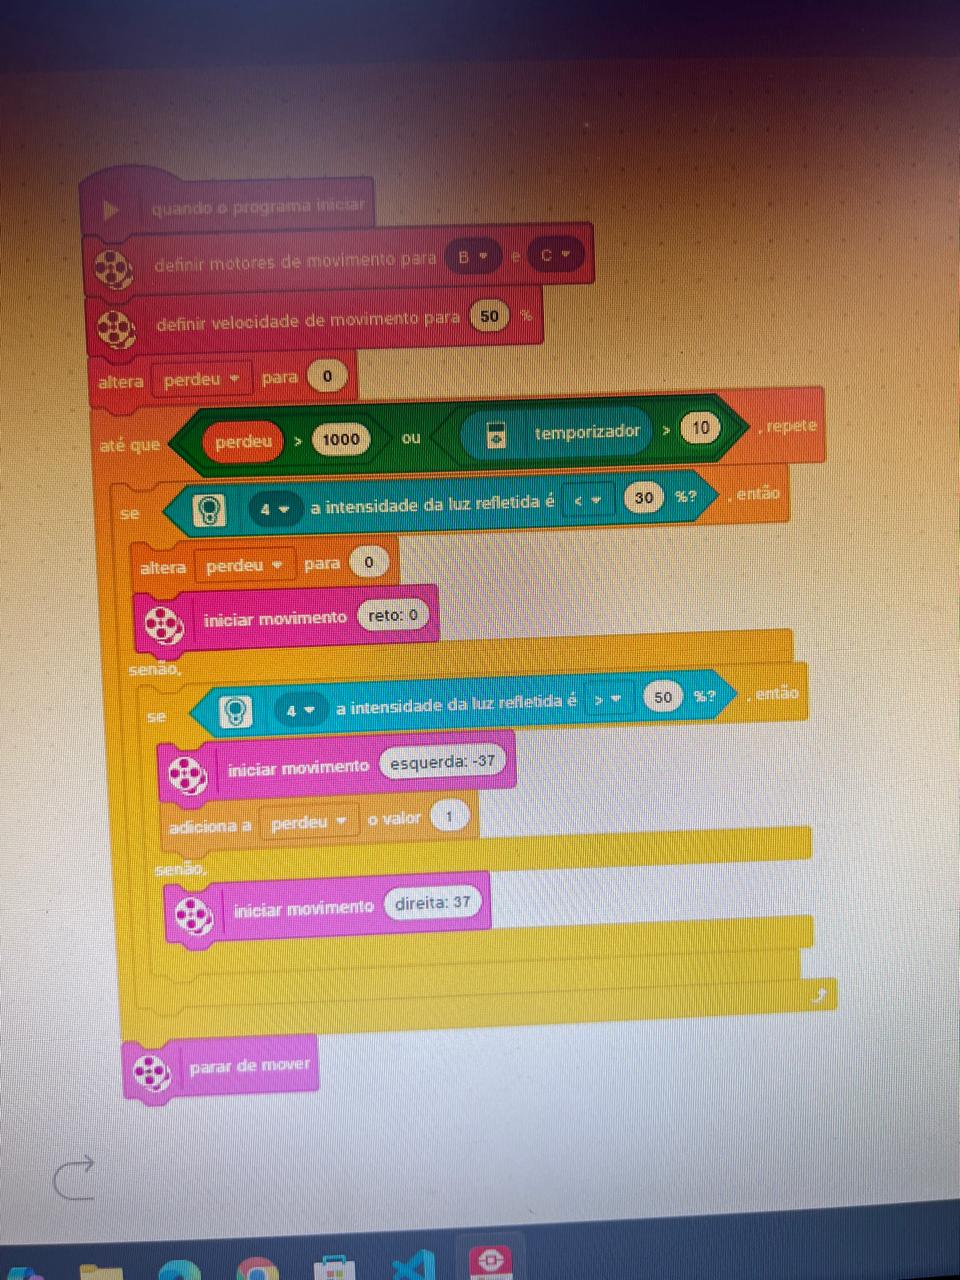 quando o programa iniciar
definir motores de movimento para B e C
definir velocidade de movimento para 50 %
altera perdeu para 0
até que perdeu > 1000 ou temporizador > 10 , repete
se 4 a intensidade da luz refletida é < 30 %? , então
altera perdeu para 0
iniciar movimento reto: 0
senão,
se 4 a intensidade da luz refletida é > 50 %? , então
iniciar movimento esquerda: -37
adiciona a perdeu o valor 1
senão,
iniciar movimento direita: 37
parar de mover